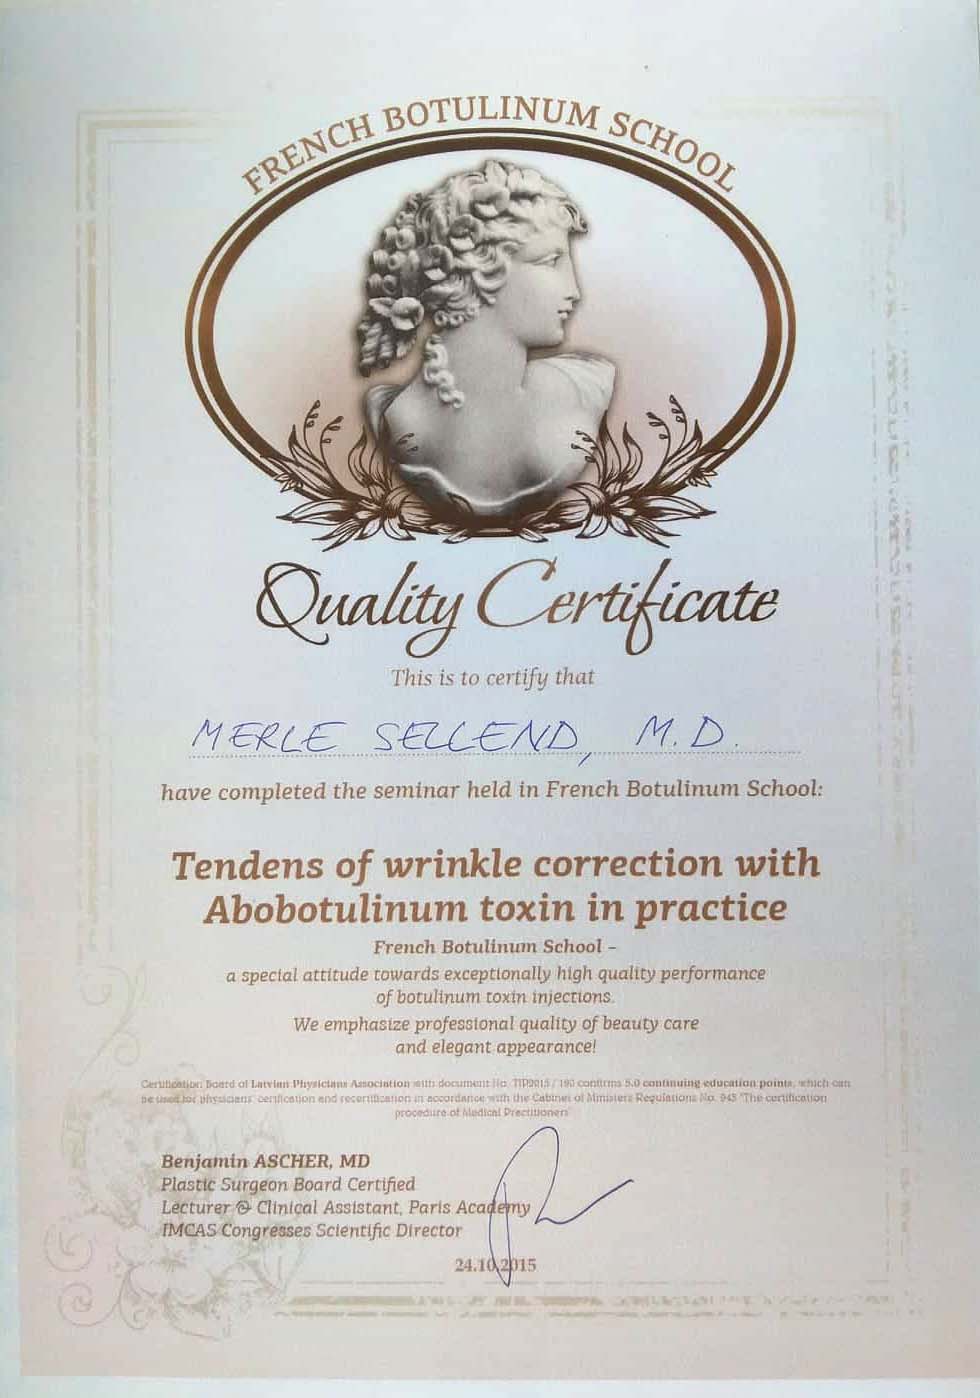 FRENCH BOTULINUM SCHOOL
Quality Certificate
This is to certify that
MERLE SELLEND, M.D.
have completed the seminar held in French Botulinum School:
Tendens of wrinkle correction with
Abobotulinum toxin in practice
French Botulinum School –
a special attitude towards exceptionally high quality performance
of botulinum toxin injections.
We emphasize professional quality of beauty care
and elegant appearance!
Certification Board of Latvian Physicians Association with document No. TIP2015 / 190 confirms 5.0 continuing education points, which can
be used for physicians' certification and recertification in accordance with the Cabinet of Ministers Regulations No. 943 "The certification
procedure of Medical Practitioners"
Benjamin ASCHER, MD
Plastic Surgeon Board Certified
Lecturer & Clinical Assistant, Paris Academy
IMCAS Congresses Scientific Director
24.10.2015